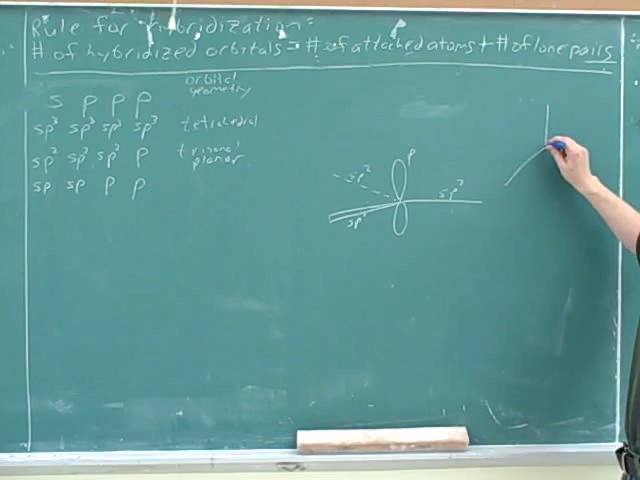 Rule for hybridization:
# of hybridized orbitals = # of attached atoms + # of lone pairs
orbital
geometry
s p p p
sp³ sp³ sp³ sp³ tetrahedral
sp² sp² sp² p trigonal
planar
sp sp p p
p
sp²
sp²
sp²